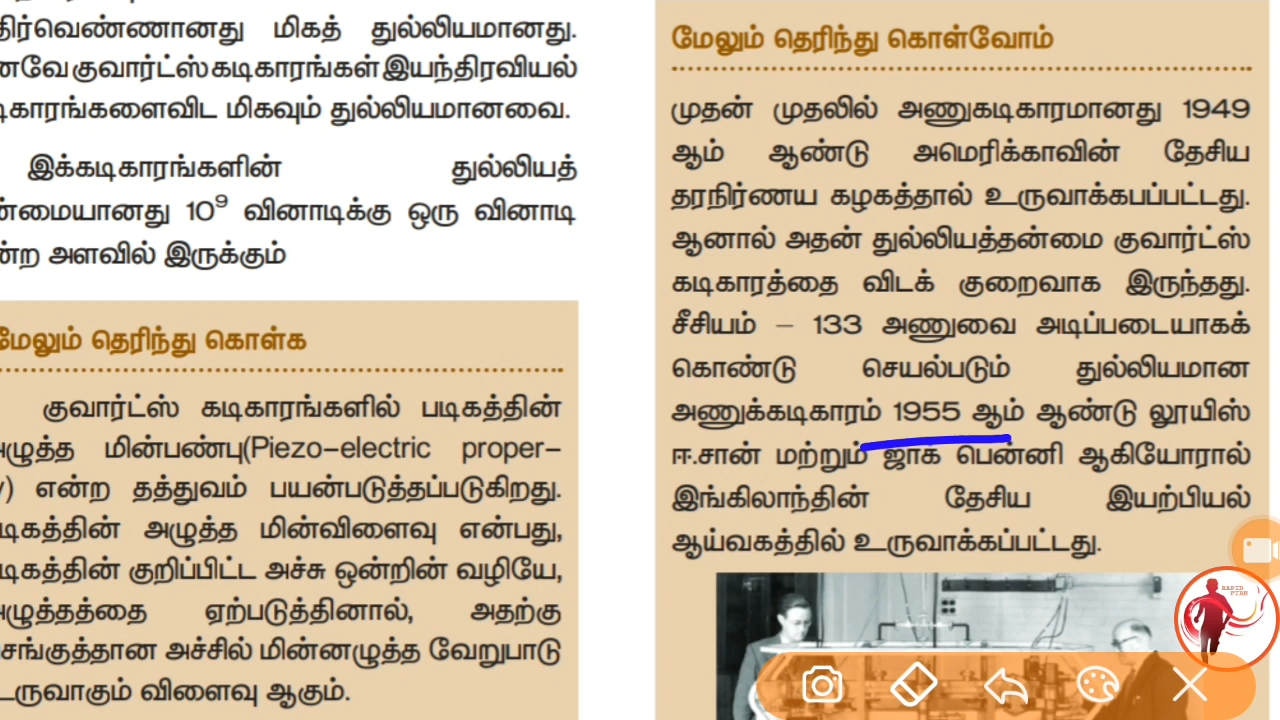 திர்வெண்ணானது மிகத் துல்லியமானது.
னவே குவார்ட்ஸ் கடிகாரங்கள் இயந்திரவியல்
டிகாரங்களைவிட மிகவும் துல்லியமானவை.
இக்கடிகாரங்களின் துல்லியத்
ன்மையானது 10⁹ வினாடிக்கு ஒரு வினாடி
ன்ற அளவில் இருக்கும்
மேலும் தெரிந்து கொள்க
குவார்ட்ஸ் கடிகாரங்களில் படிகத்தின்
அழுத்த மின்பண்பு(Piezo-electric proper-
y) என்ற தத்துவம் பயன்படுத்தப்படுகிறது.
டிகத்தின் அழுத்த மின்விளைவு என்பது,
டிகத்தின் குறிப்பிட்ட அச்சு ஒன்றின் வழியே,
அழுத்தத்தை ஏற்படுத்தினால், அதற்கு
செங்குத்தான அச்சில் மின்னழுத்த வேறுபாடு
உருவாகும் விளைவு ஆகும்.
மேலும் தெரிந்து கொள்வோம்
முதன் முதலில் அணுகடிகாரமானது 1949
ஆம் ஆண்டு அமெரிக்காவின் தேசிய
தரநிர்ணய கழகத்தால் உருவாக்கபப்பட்டது.
ஆனால் அதன் துல்லியத்தன்மை குவார்ட்ஸ்
கடிகாரத்தை விடக் குறைவாக இருந்தது.
சீசியம் – 133 அணுவை அடிப்படையாகக்
கொண்டு செயல்படும் துல்லியமான
அணுக்கடிகாரம் 1955 ஆம் ஆண்டு லூயிஸ்
ஈ.சான் மற்றும் ஜாக் பென்னி ஆகியோரால்
இங்கிலாந்தின் தேசிய இயற்பியல்
ஆய்வகத்தில் உருவாக்கப்பட்டது.
RAPID
FIRE